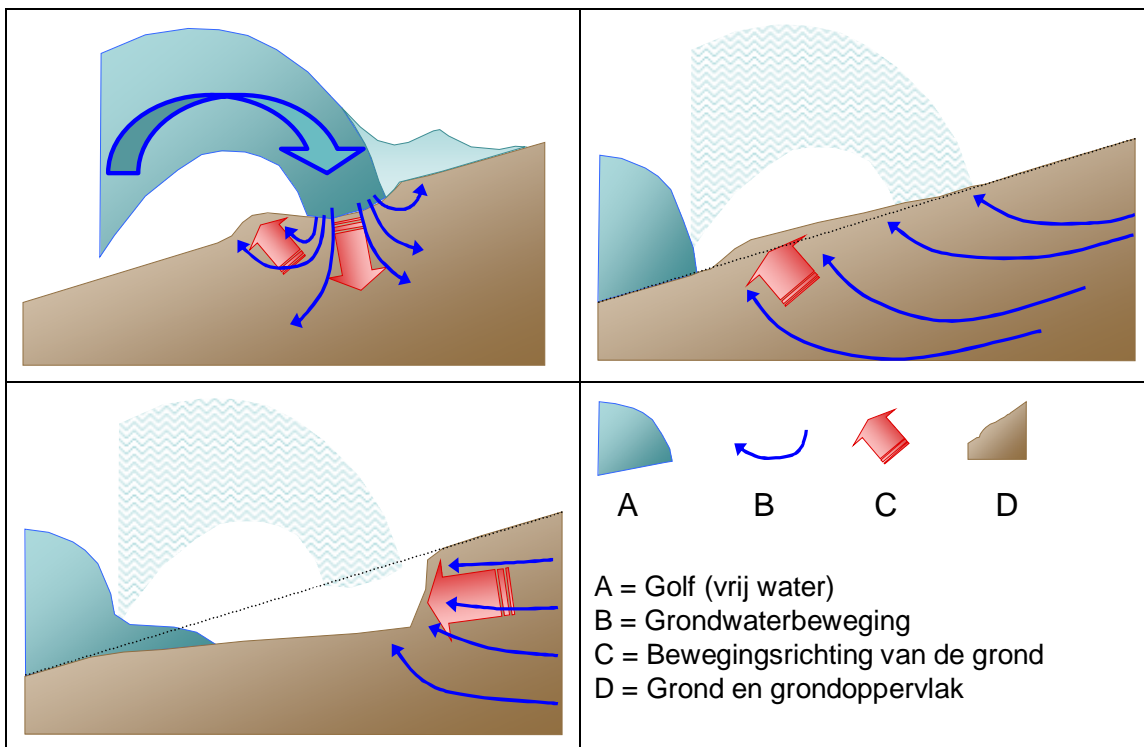 A B C D
A = Golf (vrij water)
B = Grondwaterbeweging
C = Bewegingsrichting van de grond
D = Grond en grondoppervlak